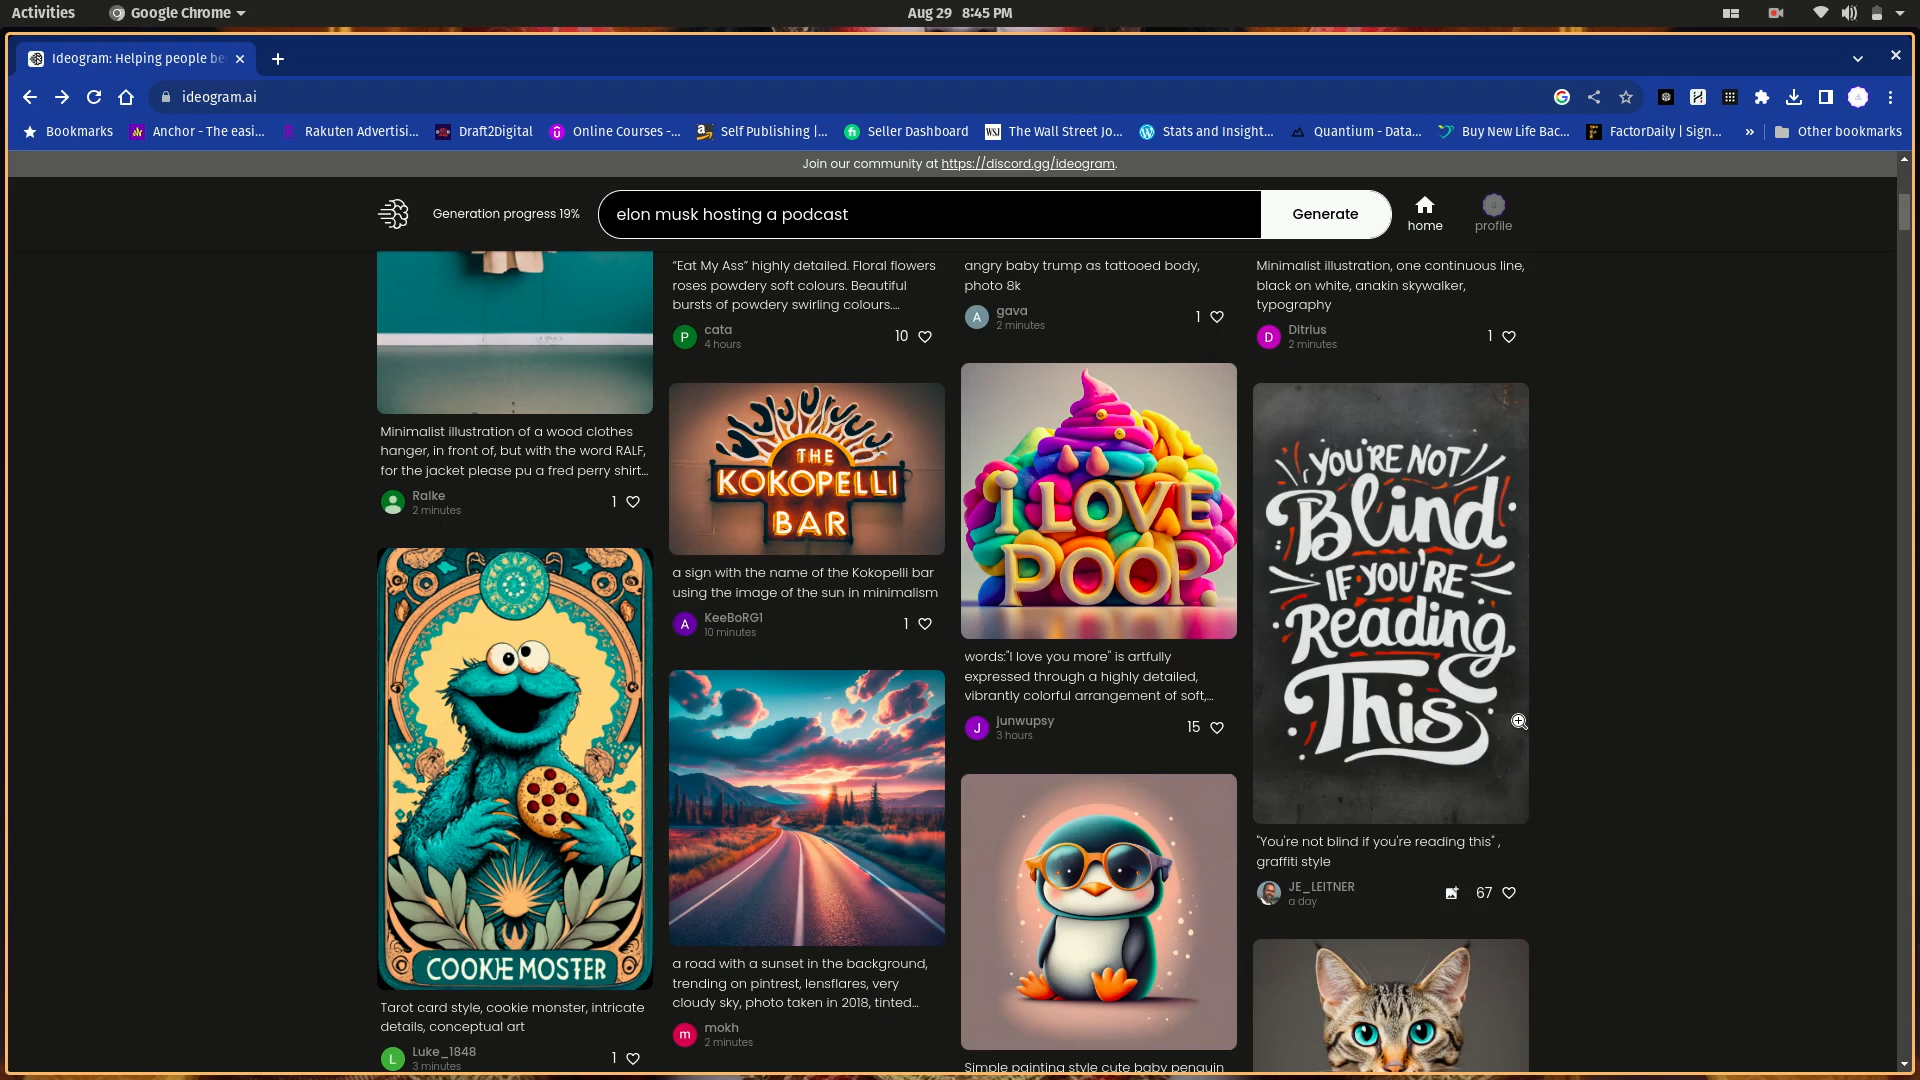 Activities
Google Chrome
Aug 29 8:45 PM
Ideogram: Helping people be
ideogram.ai
Bookmarks
Anchor - The easi...
Rakuten Advertisi...
Draft2Digital
Online Courses -...
Self Publishing |...
Seller Dashboard
WSJ
The Wall Street Jo...
Stats and Insight...
Quantium - Data...
Buy New Life Bac...
FactorDaily | Sign...
»
Other bookmarks
Join our community at https://discord.gg/ideogram.
Generation progress 19%
elon musk hosting a podcast
Generate
home
profile
Minimalist illustration of a wood clothes
hanger, in front of, but with the word RALF,
for the jacket please pu a fred perry shirt...
Ralke
2 minutes
1
COOKIE MOSTER
Tarot card style, cookie monster, intricate
details, conceptual art
L
Luke_1848
3 minutes
1
"Eat My Ass" highly detailed. Floral flowers
roses powdery soft colours. Beautiful
bursts of powdery swirling colours....
P
cata
4 hours
10
THE
KOKOPELLI
BAR
a sign with the name of the Kokopelli bar
using the image of the sun in minimalism
A
KeeBoRG1
10 minutes
1
a road with a sunset in the background,
trending on pintrest, lensflares, very
cloudy sky, photo taken in 2018, tinted...
m
mokh
2 minutes
angry baby trump as tattooed body,
photo 8k
A
gava
2 minutes
1
I LOVE
POOP
words:"I love you more" is artfully
expressed through a highly detailed,
vibrantly colorful arrangement of soft,...
J
junwupsy
3 hours
15
Simple painting style cute baby penguin
Minimalist illustration, one continuous line,
black on white, anakin skywalker,
typography
D
Ditrius
2 minutes
1
YOU'RE NOT
Blind
IF YOU'RE
Reading
This
"You're not blind if you're reading this" ,
graffiti style
JE_LEITNER
a day
67